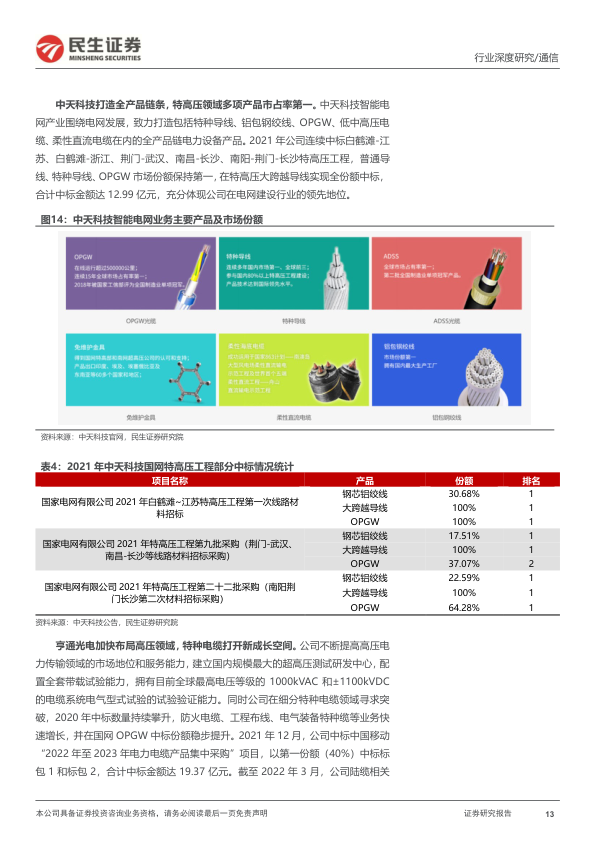 民生证券
MINSHENG SECURITIES
行业深度研究/通信
中天科技打造全产品链条，特高压领域多项产品市占率第一。中天科技智能电
网产业围绕电网发展，致力打造包括特种导线、铝包钢绞线、OPGW、低中高压电
缆、柔性直流电缆在内的全产品链电力设备产品。2021 年公司连续中标白鹤滩-江
苏、白鹤滩-浙江、荆门-武汉、南昌-长沙、南阳-荆门-长沙特高压工程，普通导
线、特种导线、OPGW 市场份额保持第一，在特高压大跨越导线实现全份额中标，
合计中标金额达 12.99 亿元，充分体现公司在电网建设行业的领先地位。
图14：中天科技智能电网业务主要产品及市场份额
OPGW
在线运行超过500000公里；
连续15年全球市场占有率第一；
2016年被国家工信部评为全国制造业单项冠军。
特种导线
连续多年国内市场第一、全球前三；
参与国内80%以上特高压工程建设；
产品技术达到国际领先水平。
ADSS
全球市场占有率第一；
第二批全国制造业单项冠军产品。
OPGW光缆
特种导线
ADSS光缆
免维护金具
柔性直流电缆
铝包钢绞线
市场份额第一
拥有国内最大生产工厂
免维护金具
柔性直流电缆
铝包钢绞线
资料来源：中天科技官网，民生证券研究院
表4：2021 年中天科技国网特高压工程部分中标情况统计
项目名称 产品 份额 排名
国家电网有限公司 2021 年白鹤滩~江苏特高压工程第一次线路材
料招标
钢芯铝绞线 30.68% 1
大跨越导线 100% 1
OPGW 100% 1
国家电网有限公司 2021 年特高压工程第九批采购（荆门-武汉、
南昌-长沙等线路材料招标采购）
钢芯铝绞线 17.51% 1
大跨越导线 100% 1
OPGW 37.07% 2
国家电网有限公司 2021 年特高压工程第二十二批采购（南阳荆
门长沙第二次材料招标采购）
钢芯铝绞线 22.59% 1
大跨越导线 100% 1
OPGW 64.28% 1
资料来源：中天科技公告，民生证券研究院
亨通光电加快布局高压领域，特种电缆打开新成长空间。公司不断提高高压电
力传输领域的市场地位和服务能力，建立国内规模最大的超高压测试研发中心，配
置全套带载试验能力，拥有目前全球最高电压等级的 1000kVAC 和±1100kVDC
的电缆系统电气型式试验的试验验证能力。同时公司在细分特种电缆领域寻求突
破，2020 年中标数量持续攀升，防火电缆、工程布线、电气装备特种缆等业务快
速增长，并在国网 OPGW 中标份额稳步提升。2021 年 12 月，公司中标中国移动
“2022 年至 2023 年电力电缆产品集中采购”项目，以第一份额（40%）中标标
包 1 和标包 2，合计中标金额达 19.37 亿元。截至 2022 年 3 月，公司陆缆相关
本公司具备证券投资咨询业务资格，请务必阅读最后一页免责声明
证券研究报告
13